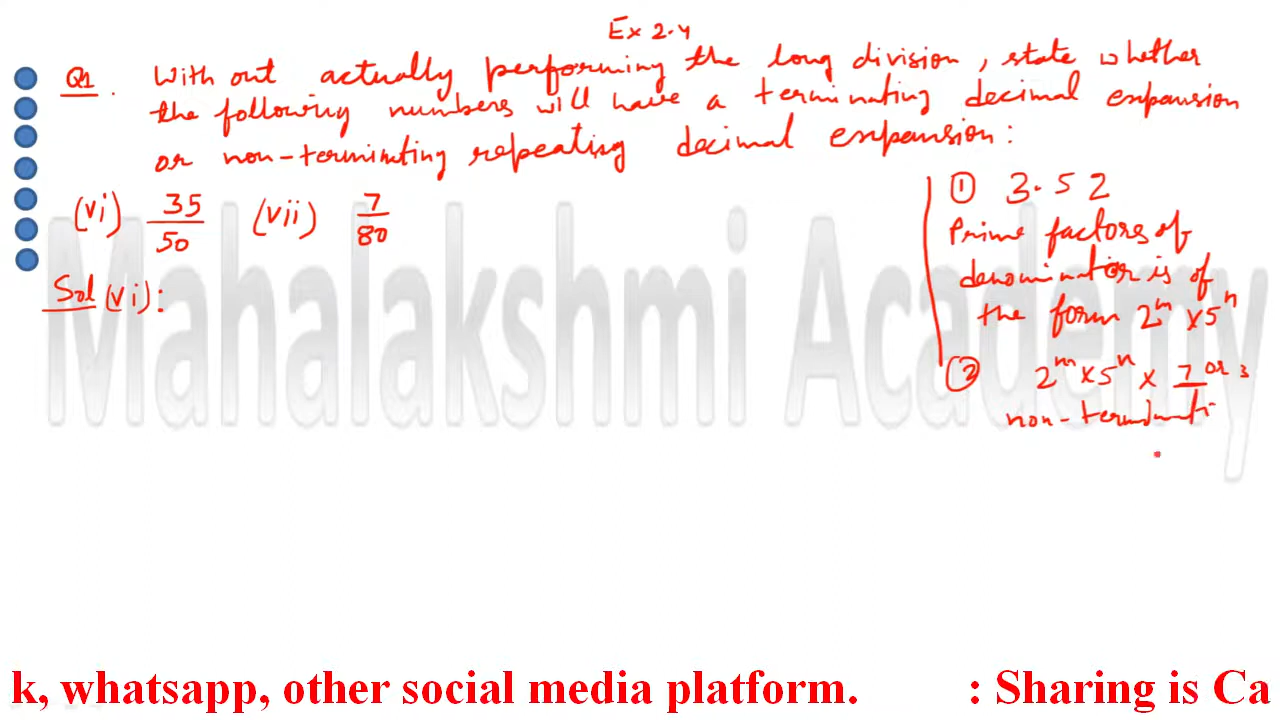 Ex 2.4
Q1. With out actually performing the long division, state whether
the following numbers will have a terminating decimal expansion
or non-terminating repeating decimal expansion:
(vi) 35/50 (vii) 7/80
Sol (vi):
① 3.52
Prime factors of
denominator is of
the form 2^m × 5^n
② 2^m × 5^n × 7 or 3
non-terminati
Mahalakshmi Academy
k, whatsapp, other social media platform. : Sharing is Ca